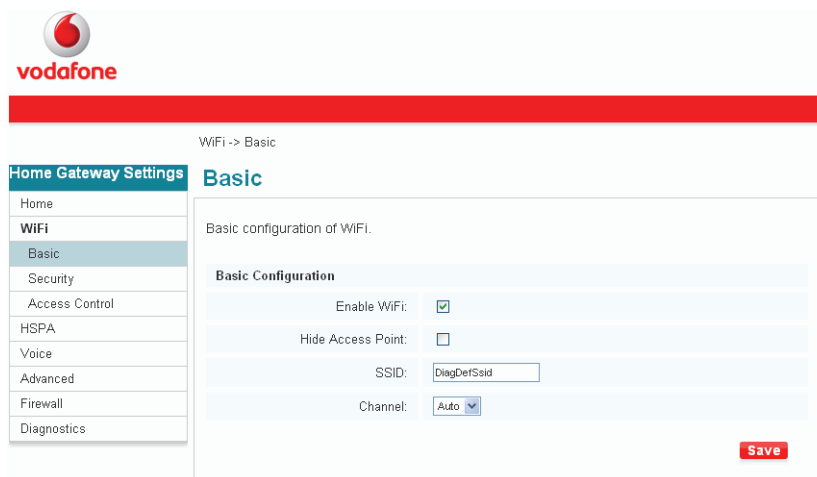 vodafone
WiFi -> Basic
Home Gateway Settings
Basic
Home
WiFi
Basic
Security
Access Control
HSPA
Voice
Advanced
Firewall
Diagnostics
Basic configuration of WiFi.
Basic Configuration
Enable WiFi:
Hide Access Point:
SSID: DiagDefSsid
Channel: Auto
Save